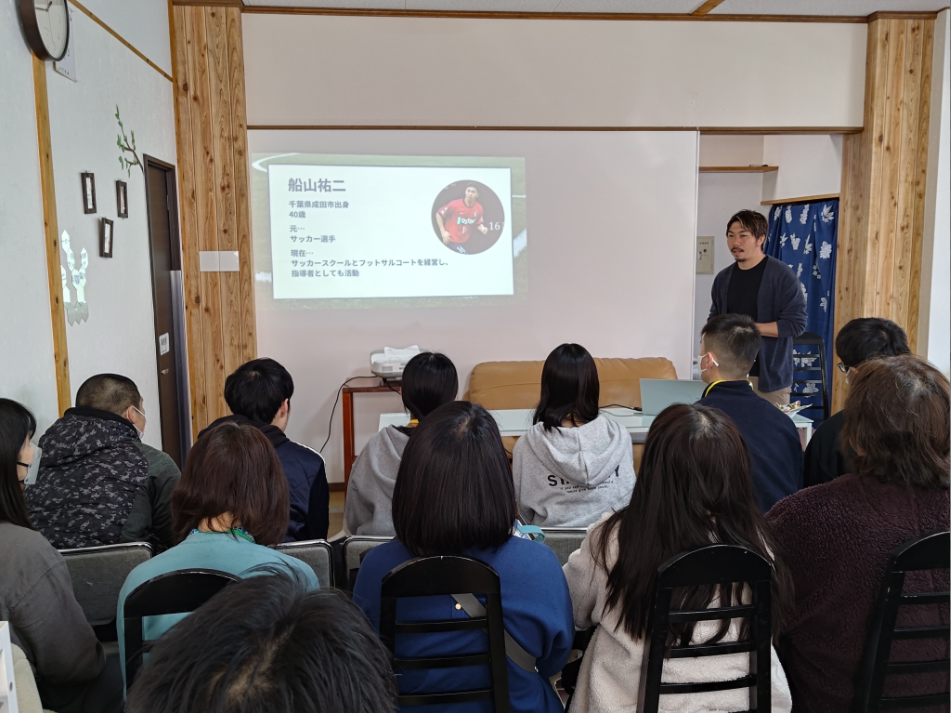 船山祐二
千葉県成田市出身
40歳
元…
サッカー選手
現在…
サッカースクールとフットサルコートを経営し、
指導者としても活動
16